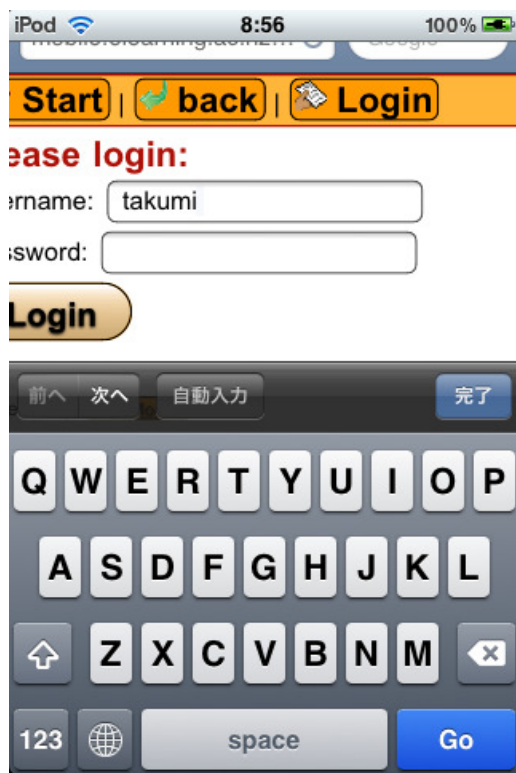 iPod 8:56 100%
Start | back | Login
ease login:
ername: takumi
ssword:
Login
前へ 次へ 自動入力 完了
Q W E R T Y U I O P
A S D F G H J K L
Z X C V B N M
123 space Go